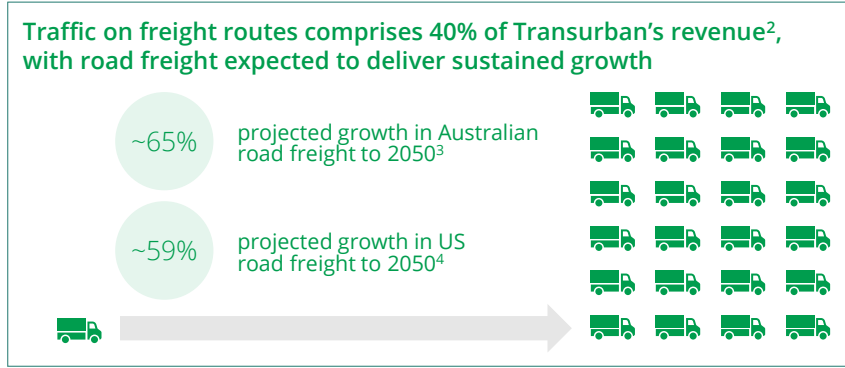 Traffic on freight routes comprises 40% of Transurban's revenue²,
with road freight expected to deliver sustained growth
~65%
projected growth in Australian
road freight to 2050³
~59%
projected growth in US
road freight to 2050⁴